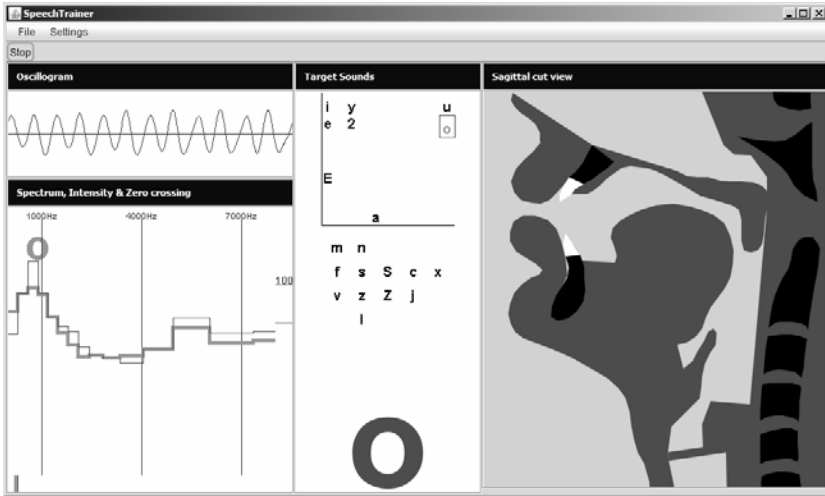 SpeechTrainer
File Settings
Stop
Oscillogram
Spectrum, Intensity & Zero crossing
1000Hz 4000Hz 7000Hz
O
100
Target Sounds
i y u
e 2 o
E
a
m n
f s S c x
v z Z j
l
O
Sagittal cut view